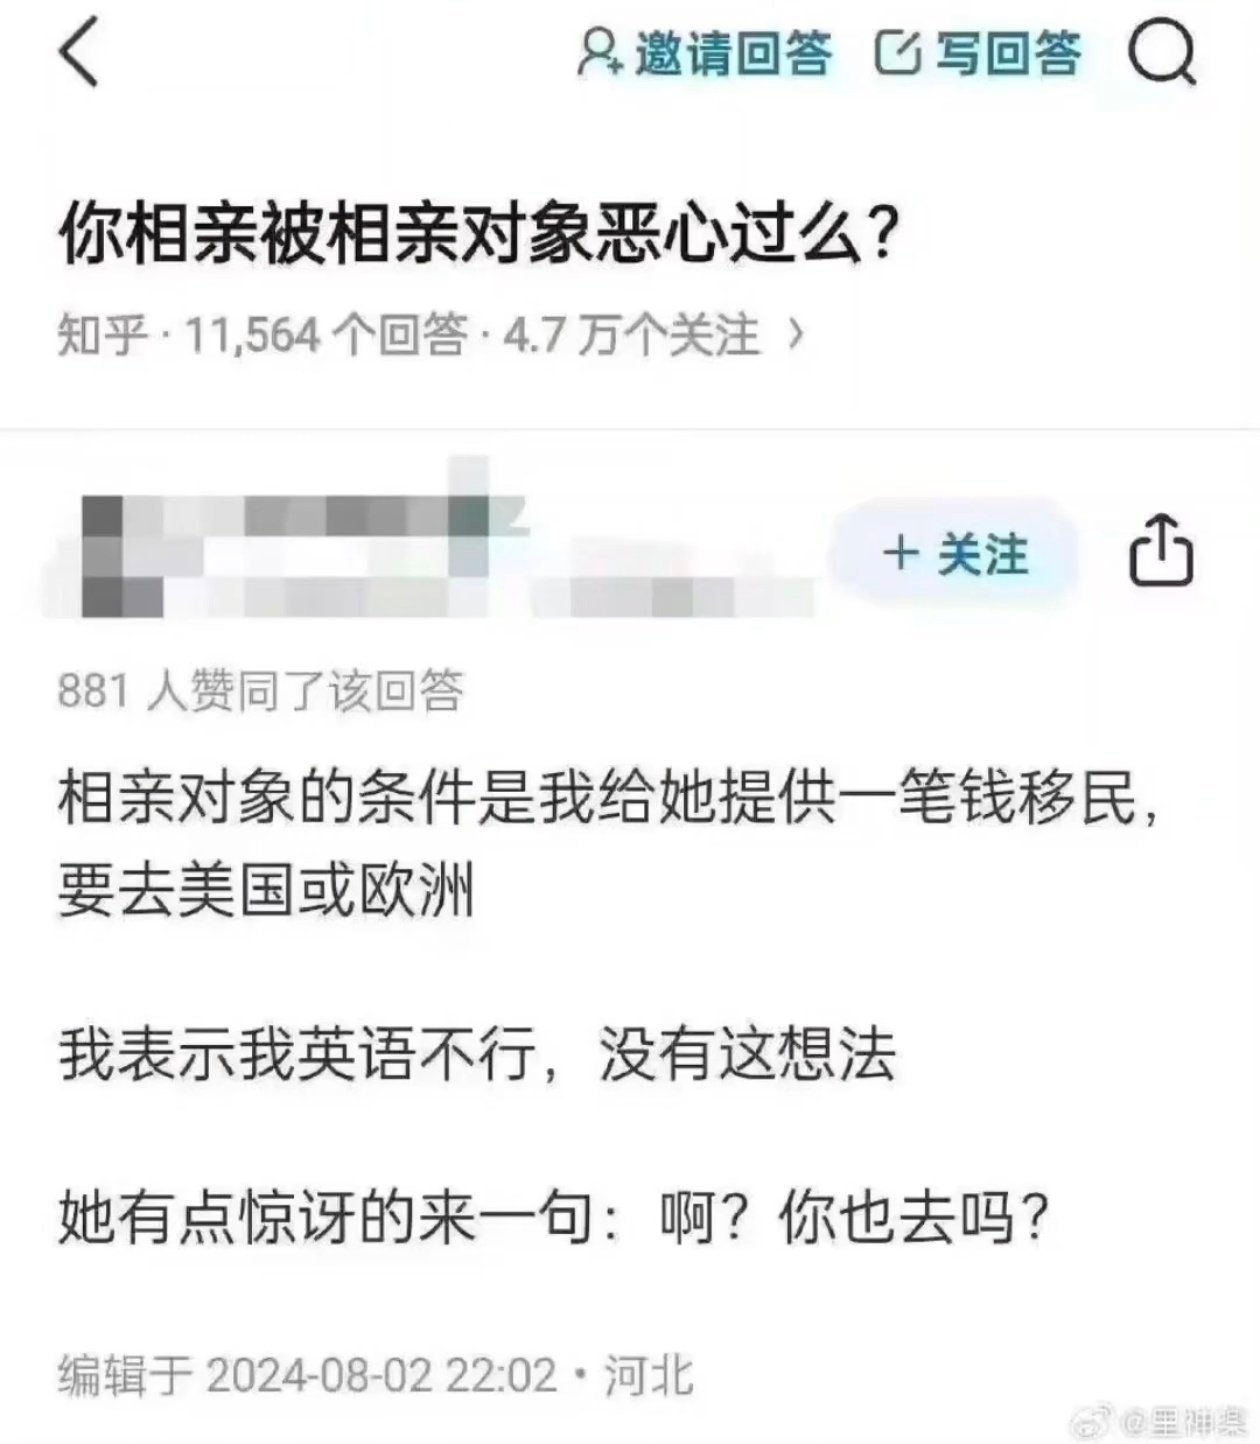 邀请回答 写回答
你相亲被相亲对象恶心过么？
知乎 · 11,564 个回答 · 4.7 万个关注 >
+ 关注
881 人赞同了该回答
相亲对象的条件是我给她提供一笔钱移民，
要去美国或欧洲
我表示我英语不行，没有这想法
她有点惊讶的来一句：啊？你也去吗？
编辑于 2024-08-02 22:02 · 河北
@里神楽